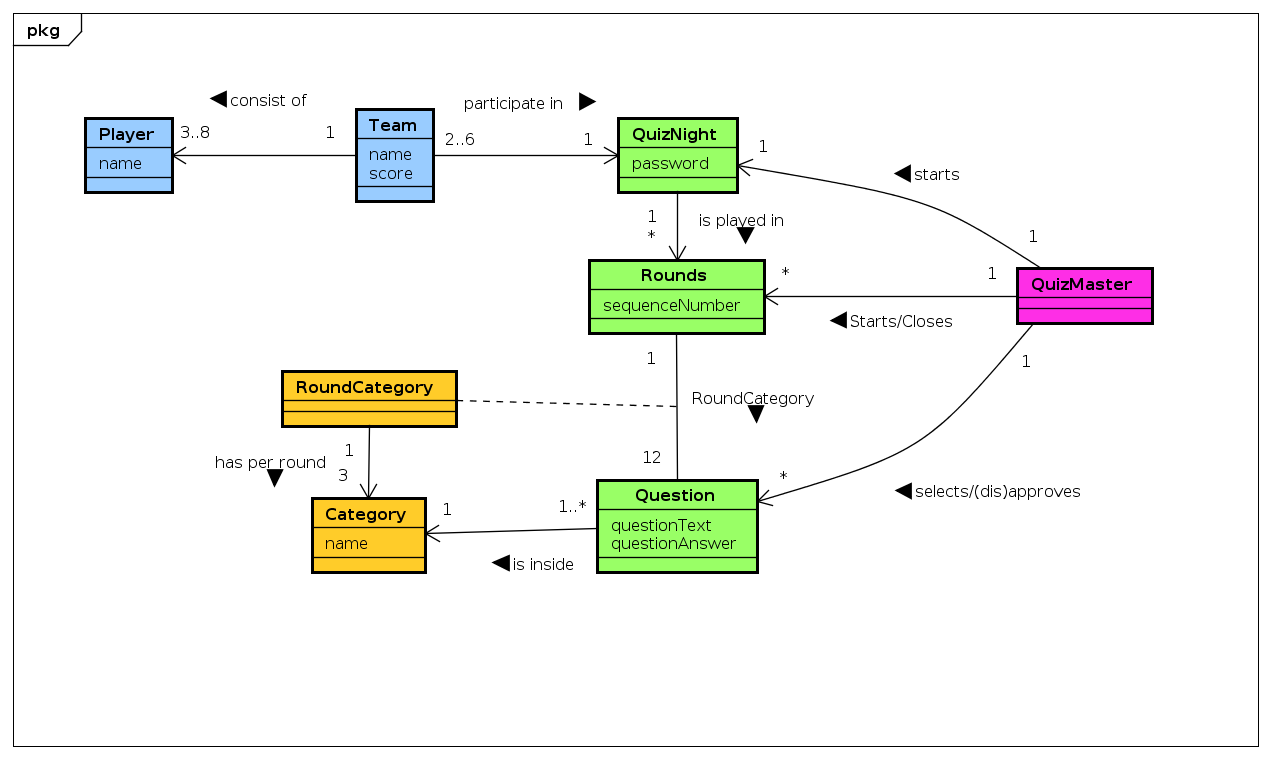 pkg
consist of
participate in
Player
name
3..8
1
Team
name
score
2..6
1
QuizNight
password
1
starts
1
1
*
is played in
Rounds
sequenceNumber
*
1
Starts/Closes
QuizMaster
1
1
RoundCategory
RoundCategory
1
3
has per round
12
*
selects/(dis)approves
Category
name
1
1..*
is inside
Question
questionText
questionAnswer